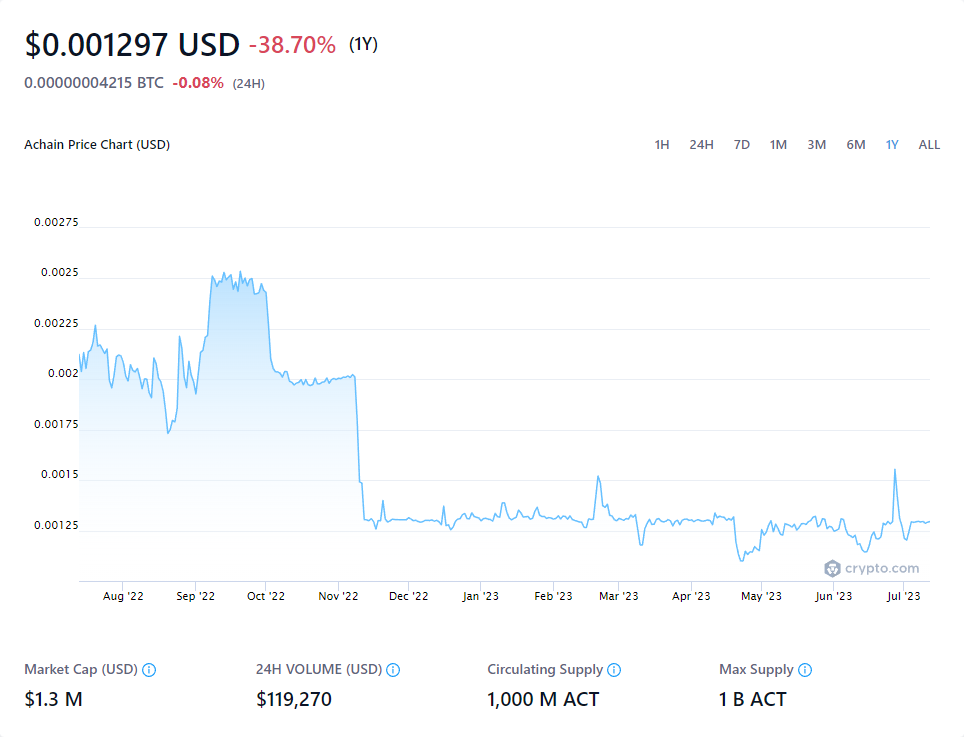 $0.001297 USD -38.70% (1Y)
0.00000004215 BTC -0.08% (24H)
Achain Price Chart (USD)
1H 24H 7D 1M 3M 6M 1Y ALL
0.00275
0.0025
0.00225
0.002
0.00175
0.0015
0.00125
crypto.com
Aug '22 Sep '22 Oct '22 Nov '22 Dec '22 Jan '23 Feb '23 Mar '23 Apr '23 May '23 Jun '23 Jul '23
Market Cap (USD) 24H VOLUME (USD) Circulating Supply Max Supply
$1.3 M $119,270 1,000 M ACT 1 B ACT